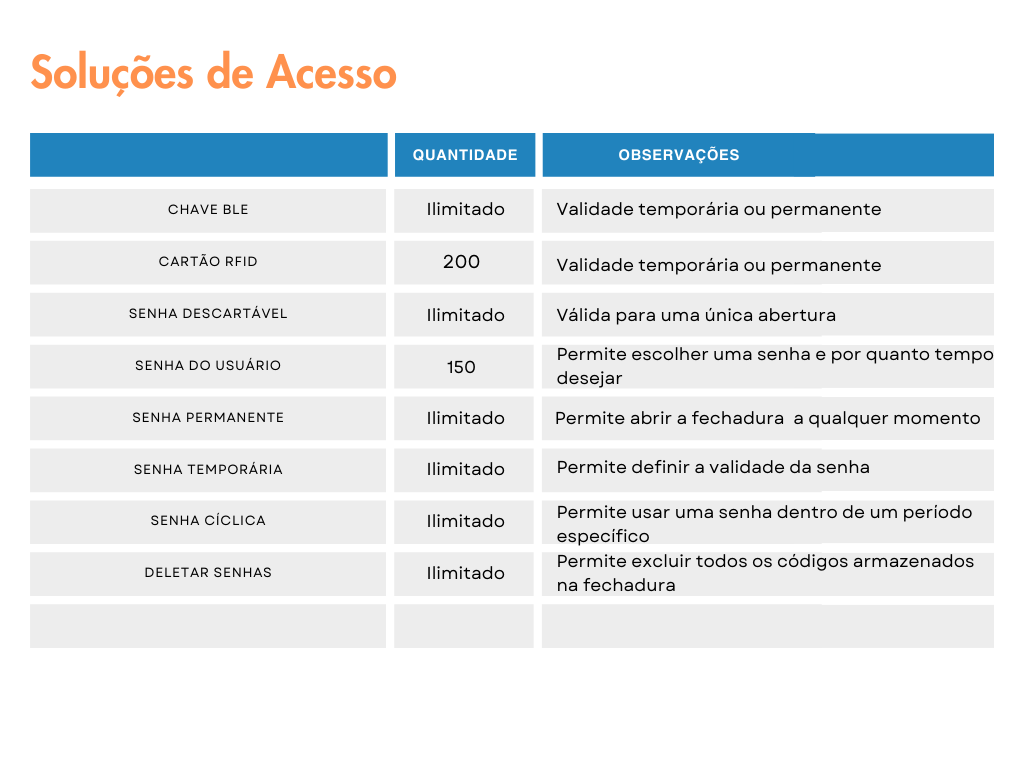 Soluções de Acesso
QUANTIDADE OBSERVAÇÕES
CHAVE BLE Ilimitado Validade temporária ou permanente
CARTÃO RFID 200 Validade temporária ou permanente
SENHA DESCARTÁVEL Ilimitado Válida para uma única abertura
SENHA DO USUÁRIO 150 Permite escolher uma senha e por quanto tempo
desejar
SENHA PERMANENTE Ilimitado Permite abrir a fechadura a qualquer momento
SENHA TEMPORÁRIA Ilimitado Permite definir a validade da senha
SENHA CÍCLICA Ilimitado Permite usar uma senha dentro de um período
específico
DELETAR SENHAS Ilimitado Permite excluir todos os códigos armazenados
na fechadura